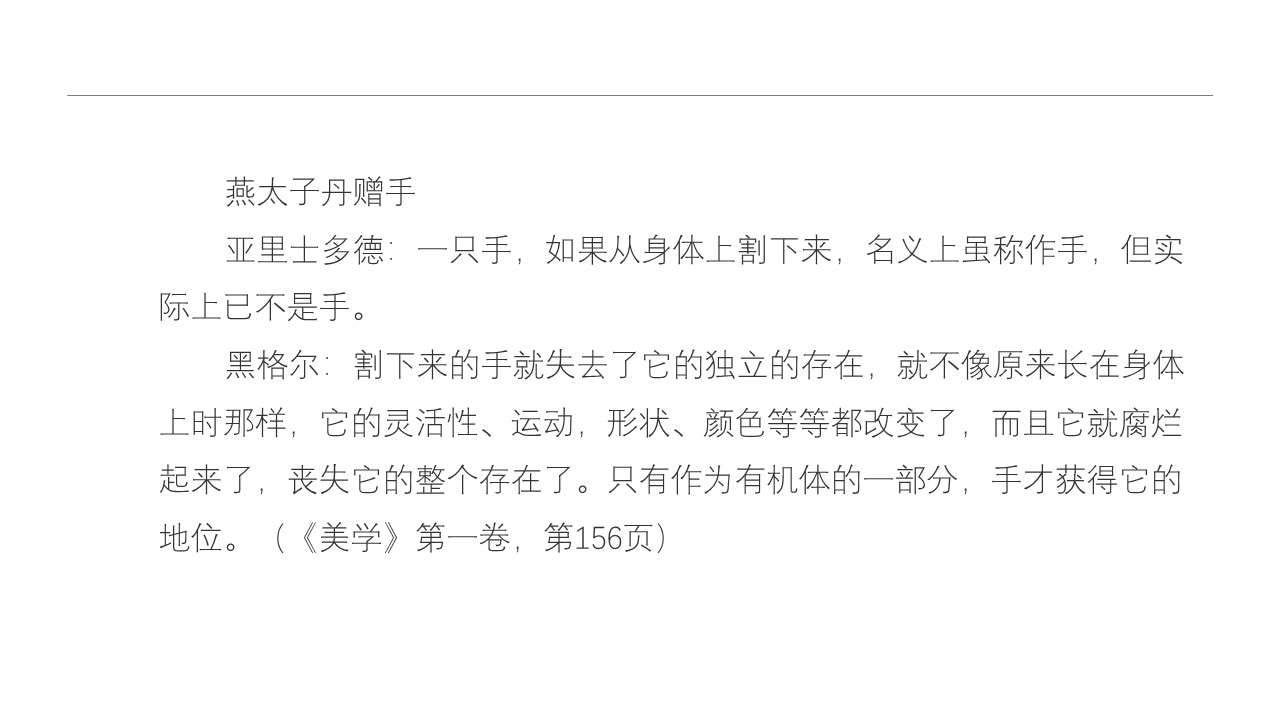 燕太子丹赠手
亚里士多德：一只手，如果从身体上割下来，名义上虽称作手，但实
际上已不是手。
黑格尔：割下来的手就失去了它的独立的存在，就不像原来长在身体
上时那样，它的灵活性、运动，形状、颜色等等都改变了，而且它就腐烂
起来了，丧失它的整个存在了。只有作为有机体的一部分，手才获得它的
地位。（《美学》第一卷，第156页）